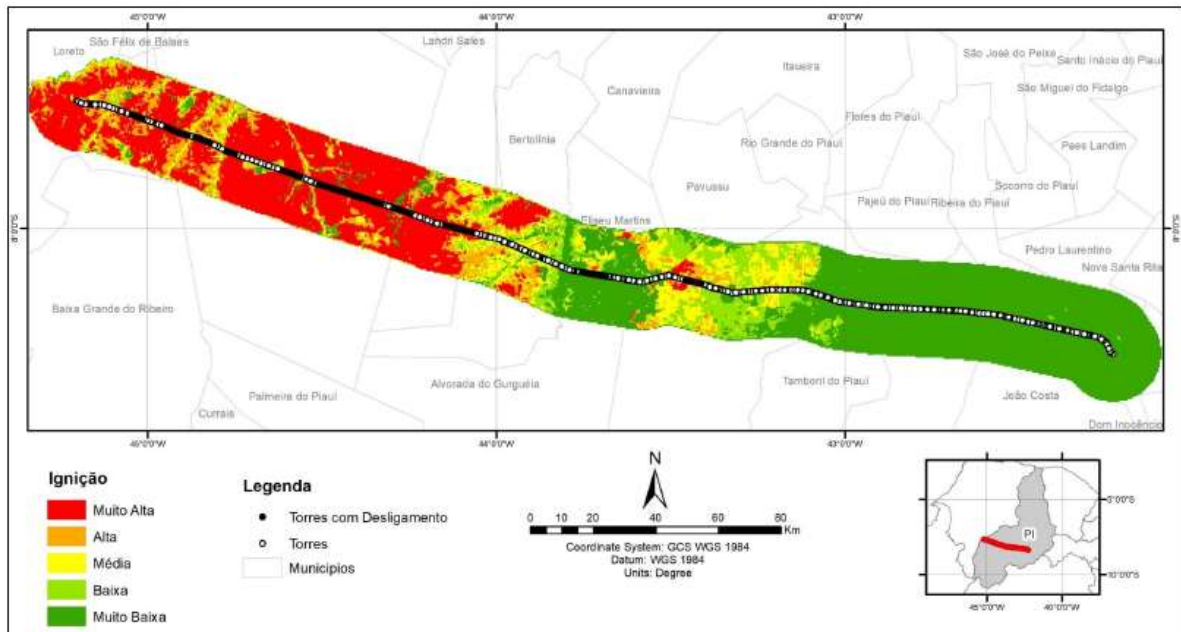 45°0'0"W
44°0'0"W
43°0'0"W
São Félix de Balsas
Loreto
Landri Sales
São José do Peixe
Santo Inácio do Piauí
Itaueira
Canavieira
São Miguel do Fidalgo
Flores do Piauí
Bertolínia
Rio Grande do Piauí
Paes Landim
Pavussu
Socorro do Piauí
Pajeú do Piauí
Ribeira do Piauí
Eliseu Martins
8°0'0"S
8°0'0"S
Pedro Laurentino
Nova Santa Rita
Baixa Grande do Ribeiro
Alvorada do Gurguéia
Tamboril do Piauí
Palmeira do Piauí
João Costa
Currais
Dom Inocêncio
45°0'0"W
44°0'0"W
43°0'0"W
Ignição
Muito Alta
Alta
Média
Baixa
Muito Baixa
Legenda
Torres com Desligamento
Torres
Municipios
N
0 10 20 40 60 80
Km
Coordinate System: GCS WGS 1984
Datum: WGS 1984
Units: Degree
PI
5°0'0"S
10°0'0"S
45°0'0"W
40°0'0"W